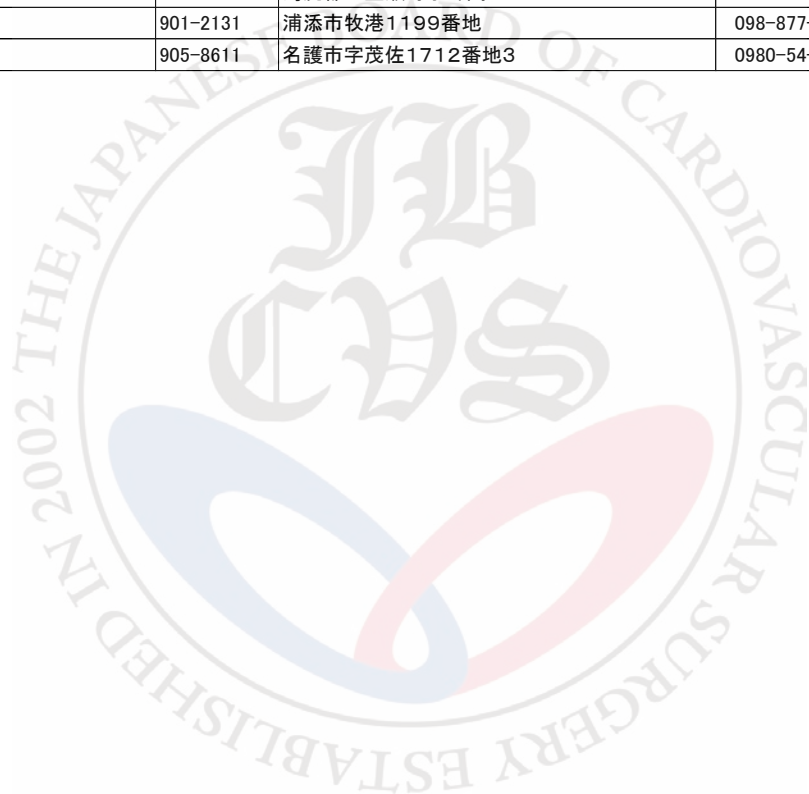 901-2131 浦添市牧港1199番地 098-877-
905-8611 名護市字茂佐1712番地3 0980-54-
THE JAPANESE BOARD OF CARDIOVASCULAR SURGERY ESTABLISHED IN 2002
JB
CVS